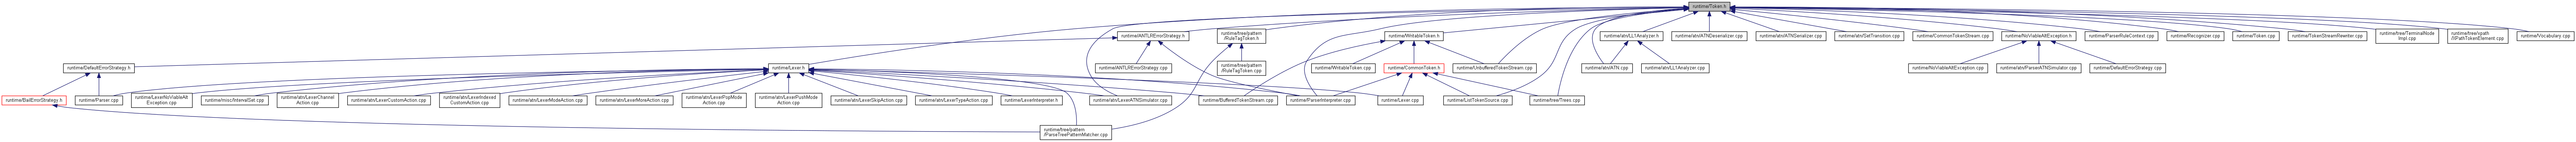 runtime/Token.h
runtime/ANTLRErrorStrategy.h
runtime/tree/pattern
/RuleTagToken.h
runtime/WritableToken.h
runtime/atn/LL1Analyzer.h
runtime/atn/ATNDeserializer.cpp
runtime/atn/ATNSerializer.cpp
runtime/atn/SetTransition.cpp
runtime/CommonTokenStream.cpp
runtime/NoViableAltException.h
runtime/ParserRuleContext.cpp
runtime/Recognizer.cpp
runtime/Token.cpp
runtime/TokenStreamRewriter.cpp
runtime/tree/TerminalNode
Impl.cpp
runtime/tree/xpath
/XPathTokenElement.cpp
runtime/Vocabulary.cpp
runtime/DefaultErrorStrategy.h
runtime/Lexer.h
runtime/ANTLRErrorStrategy.cpp
runtime/tree/pattern
/RuleTagToken.cpp
runtime/WritableToken.cpp
runtime/CommonToken.h
runtime/UnbufferedTokenStream.cpp
runtime/atn/ATN.cpp
runtime/atn/LL1Analyzer.cpp
runtime/NoViableAltException.cpp
runtime/atn/ParserATNSimulator.cpp
runtime/DefaultErrorStrategy.cpp
runtime/BailErrorStrategy.h
runtime/Parser.cpp
runtime/LexerNoViableAlt
Exception.cpp
runtime/misc/IntervalSet.cpp
runtime/atn/LexerChannel
Action.cpp
runtime/atn/LexerCustomAction.cpp
runtime/atn/LexerIndexed
CustomAction.cpp
runtime/atn/LexerModeAction.cpp
runtime/atn/LexerMoreAction.cpp
runtime/atn/LexerPopMode
Action.cpp
runtime/atn/LexerPushMode
Action.cpp
runtime/atn/LexerSkipAction.cpp
runtime/atn/LexerTypeAction.cpp
runtime/LexerInterpreter.h
runtime/atn/LexerATNSimulator.cpp
runtime/BufferedTokenStream.cpp
runtime/ParserInterpreter.cpp
runtime/Lexer.cpp
runtime/ListTokenSource.cpp
runtime/tree/Trees.cpp
runtime/tree/pattern
/ParseTreePatternMatcher.cpp